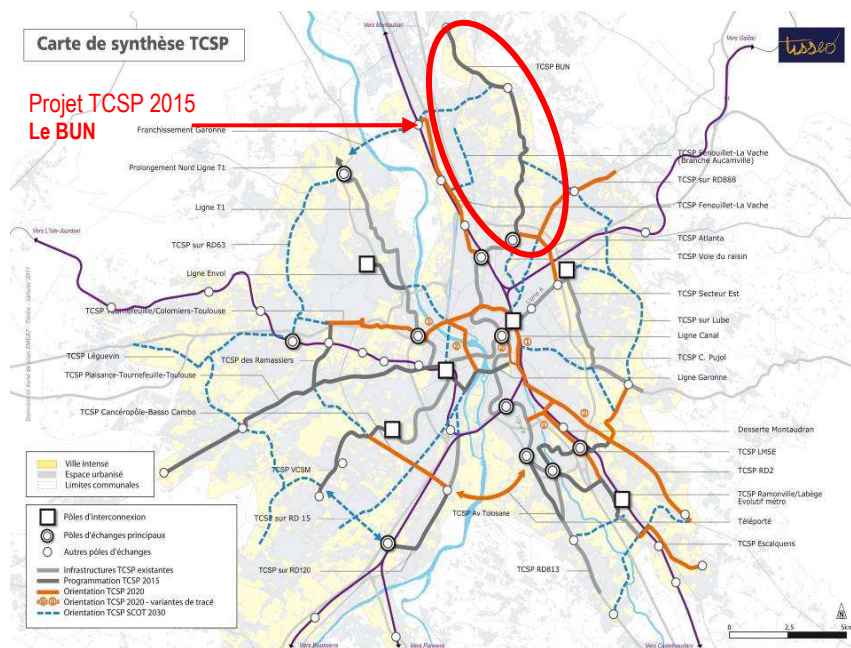 Carte de synthèse TCSP
Vers Montauban
Vers Gaillac
tisseo
TCSP BUN
Projet TCSP 2015
Le BUN
Franchissement Garonne
Prolongement Nord Ligne T1
Ligne T1
TCSP sur RD63
Ligne Envol
TCSP Tournefeuille/Colomiers-Toulouse
TCSP Léguevin
TCSP des Ramassiers
TCSP Plaisance-Tournefeuille-Toulouse
TCSP Cancéropôle-Basso Cambo
TCSP VCSM
TCSP sur RD 15
TCSP sur RD120
Vers L'Isle-Jourdain
TCSP Fenouillet-La Vache
(Branche Aucamville)
TCSP sur RD888
TCSP Fenouillet-La Vache
TCSP Atlanta
TCSP Voie du raisin
TCSP Secteur Est
TCSP sur Lube
Ligne Canal
TCSP C. Pujol
Ligne Garonne
Ligne A
Desserte Montaudran
TCSP LMSE
TCSP RD2
TCSP Ramonville/Labège
Evolutif métro
Téléporté
TCSP Escalquens
TCSP Av Tolosane
TCSP RD813
Ville intense
Espace urbanisé
Limites communales
Pôles d'interconnexion
Pôles d'échanges principaux
Autres pôles d'échanges
Infrastructures TCSP existantes
Programmation TCSP 2015
Orientation TCSP 2020
Orientation TCSP 2020 - variantes de tracé
Orientation TCSP SCOT 2030
Vers Boussens
Vers Pamiers
Vers Castelnaudary
N
0 2,5 5km